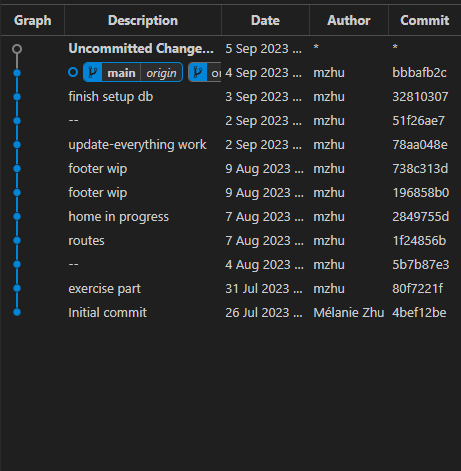 Graph Description Date Author Commit
Uncommitted Change... 5 Sep 2023 ... * *
main origin or 4 Sep 2023 ... mzhu bbbafb2c
finish setup db 3 Sep 2023 ... mzhu 32810307
-- 2 Sep 2023 ... mzhu 51f26ae7
update-everything work 2 Sep 2023 ... mzhu 78aa048e
footer wip 9 Aug 2023 ... mzhu 738c313d
footer wip 9 Aug 2023 ... mzhu 196858b0
home in progress 7 Aug 2023 ... mzhu 2849755d
routes 7 Aug 2023 ... mzhu 1f24856b
-- 4 Aug 2023 ... mzhu 5b7b87e3
exercise part 31 Jul 2023 ... mzhu 80f7221f
Initial commit 26 Jul 2023 ... Mélanie Zhu 4bef12be